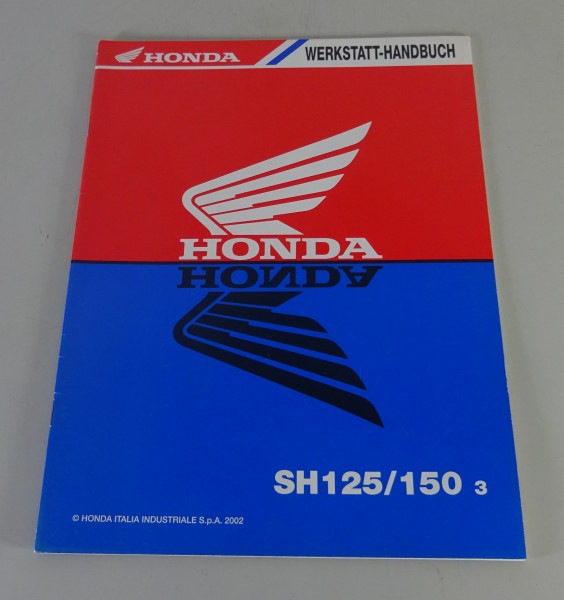 HONDA
WERKSTATT-HANDBUCH
HONDA
HONDA
SH125/150 3
© HONDA ITALIA INDUSTRIALE S.p.A. 2002